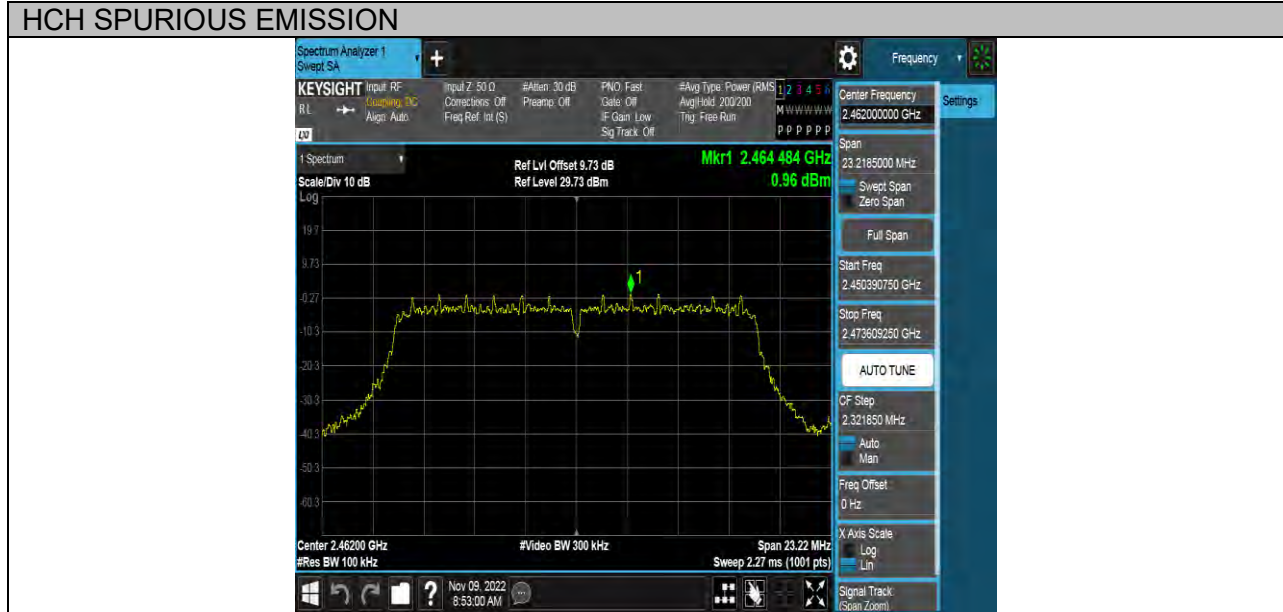 HCH SPURIOUS EMISSION
Spectrum Analyzer 1
Swept SA
+
Frequency
KEYSIGHT
Input: RF
Coupling: DC
Align: Auto
Input Z: 50 Ω
Corrections: Off
Freq Ref: Int (S)
#Atten: 30 dB
Preamp: Off
PNO: Fast
Gate: Off
IF Gain: Low
Sig Track: Off
#Avg Type: Power (RMS
Avg|Hold: 200/200
Trig: Free Run
1 2 3 4 5 6
M W W W W W
P P P P P P
RL
LXI
1 Spectrum
Scale/Div 10 dB
Ref Lvl Offset 9.73 dB
Ref Level 29.73 dBm
Mkr1 2.464 484 GHz
0.96 dBm
Log
19.7
9.73
-0.27
-10.3
-20.3
-30.3
-40.3
-50.3
-60.3
1
Center 2.46200 GHz
#Res BW 100 kHz
#Video BW 300 kHz
Span 23.22 MHz
Sweep 2.27 ms (1001 pts)
Center Frequency
2.462000000 GHz
Settings
Span
23.2185000 MHz
Swept Span
Zero Span
Full Span
Start Freq
2.450390750 GHz
Stop Freq
2.473609250 GHz
AUTO TUNE
CF Step
2.321850 MHz
Auto
Man
Freq Offset
0 Hz
X Axis Scale
Log
Lin
Signal Track
(Span Zoom)
?
Nov 09, 2022
8:53:00 AM